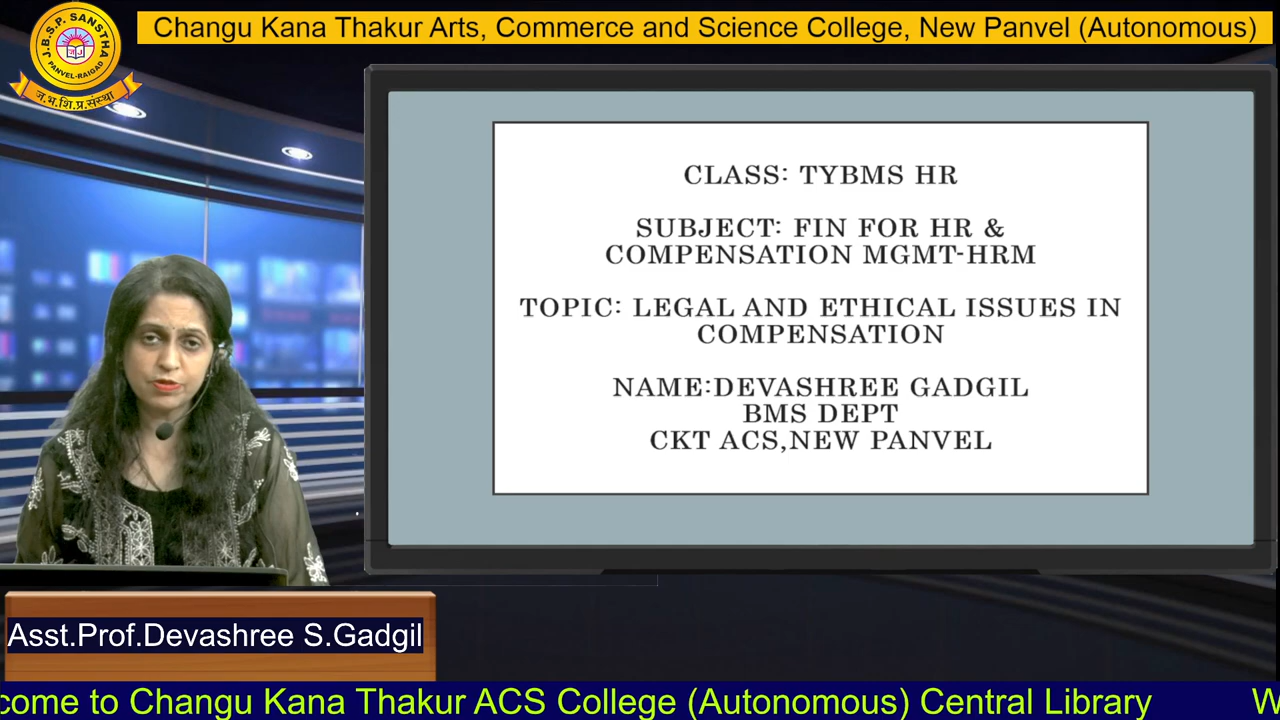 J.B.S.P. SANSTHA
PANVEL-RAIGAD
ज.भ.शि.प्र.संस्था
Changu Kana Thakur Arts, Commerce and Science College, New Panvel (Autonomous)
CLASS: TYBMS HR
SUBJECT: FIN FOR HR &
COMPENSATION MGMT-HRM
TOPIC: LEGAL AND ETHICAL ISSUES IN
COMPENSATION
NAME:DEVASHREE GADGIL
BMS DEPT
CKT ACS,NEW PANVEL
Asst.Prof.Devashree S.Gadgil
come to Changu Kana Thakur ACS College (Autonomous) Central Library W